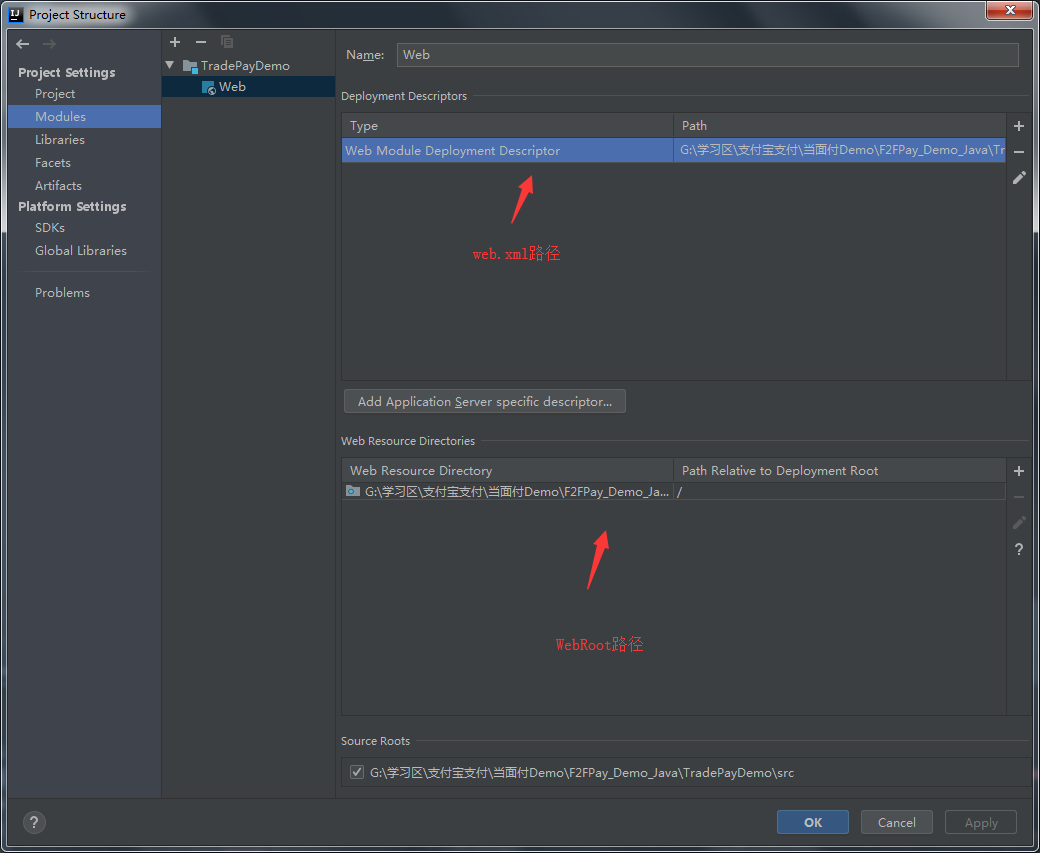 Project Structure
Project Settings
Project
Modules
Libraries
Facets
Artifacts
Platform Settings
SDKs
Global Libraries
Problems
TradePayDemo
Web
Name: Web
Deployment Descriptors
Type Path
Web Module Deployment Descriptor G:\学习区\支付宝支付\当面付Demo\F2FPay_Demo_Java\Tr
web.xml路径
Add Application Server specific descriptor...
Web Resource Directories
Web Resource Directory Path Relative to Deployment Root
G:\学习区\支付宝支付\当面付Demo\F2FPay_Demo_Ja... /
WebRoot路径
Source Roots
G:\学习区\支付宝支付\当面付Demo\F2FPay_Demo_Java\TradePayDemo\src
? OK Cancel Apply